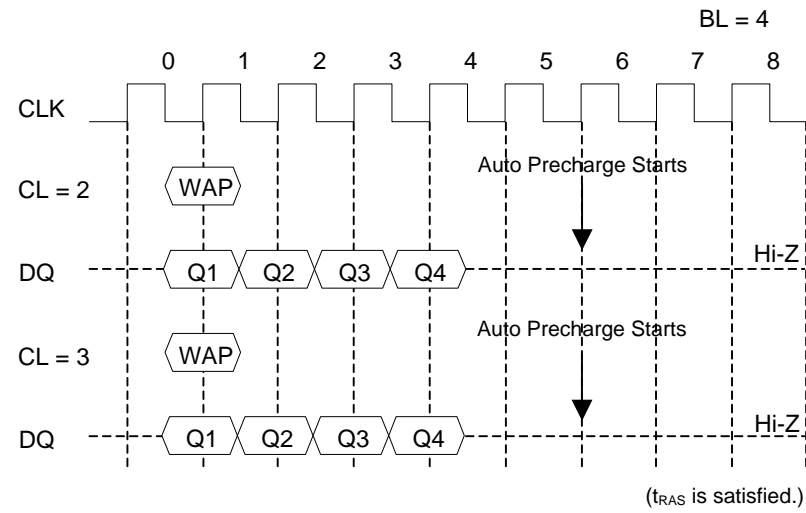 BL = 4
0 1 2 3 4 5 6 7 8
CLK
Auto Precharge Starts
CL = 2 WAP
Hi-Z
DQ Q1 Q2 Q3 Q4
Auto Precharge Starts
CL = 3 WAP
Hi-Z
DQ Q1 Q2 Q3 Q4
(tRAS is satisfied.)